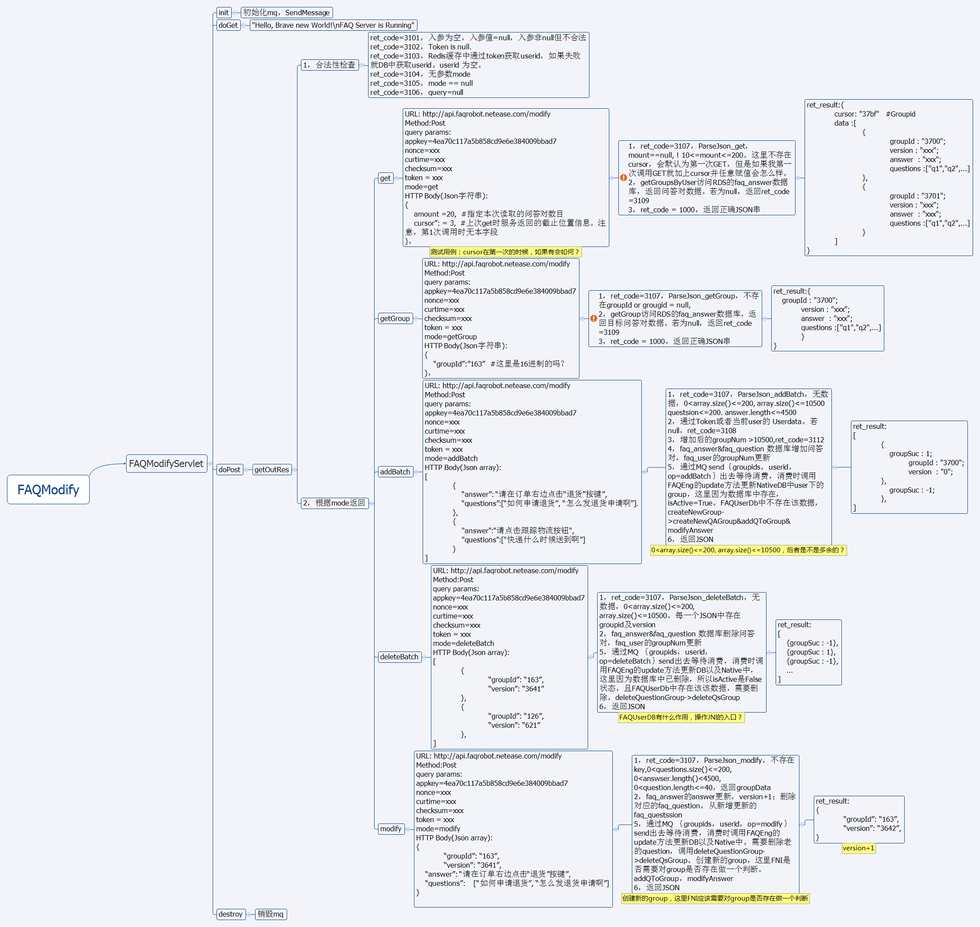 FAQModify
init
初始化mq，SendMessage
doGet
"Hello, Brave new World!\nFAQ Server is Running"
FAQModifyServlet
doPost
getOutRes
1，合法性检查
ret_code=3101，入参为空，入参值=null，入参非null但不合法
ret_code=3102，Token is null.
ret_code=3103，Redis缓存中通过token获取userid，如果失败
就DB中获取userid，userid 为空。
ret_code=3104，无参数mode
ret_code=3105，mode == null
ret_code=3106，query=null
2，根据mode返回
get
URL: http://api.faqrobot.netease.com/modify
Method:Post
query params:
appkey=4ea70c117a5b858cd9e6e384009bbad7
nonce=xxx
curtime=xxx
checksum=xxx
token = xxx
mode=get
HTTP Body(Json字符串):
{
amount =20, #指定本次读取的问答对数目
cursor": = 3, #上次get时服务返回的截止位置信息，注
意，第1次调用时无本字段
},
测试用例：cursor在第一次的时候，如果有会如何？
1，ret_code=3107，ParseJson_get,
mount==null, ! 10<=mount<=200，这里不存在
cursor，会默认为第一次GET，但是如果我第一
次调用GET就加上cursor并任意赋值会怎么样。
2，getGroupsByUser访问RDS的faq_answer数据
库，返回问答对数据。若为null，返回ret_code
=3109
3，ret_code = 1000，返回正确JSON串
ret_result:{
cursor: "37bf" #Groupid
data :[
{
groupId : "3700";
version : "xxx";
answer : "xxx";
questions :["q1","q2",...]
},
{
groupId : "3701";
version : "xxx";
answer : "xxx";
questions :["q1","q2",...]
}
]
}
getGroup
URL: http://api.faqrobot.netease.com/modify
Method:Post
query params:
appkey=4ea70c117a5b858cd9e6e384009bbad7
nonce=xxx
curtime=xxx
checksum=xxx
token = xxx
mode=getGroup
HTTP Body(Json字符串):
{
"groupId":"163" #这里是16进制的吗?
},
1，ret_code=3107，ParseJson_getGroup，不存
在groupId or grougid = null,
2，getGroup访问RDS的faq_answer数据库，返
回目标问答对数据，若为null，返回ret_code
=3109
3，ret_code = 1000，返回正确JSON串
ret_result:{
groupId : "3700";
version : "xxx";
answer : "xxx";
questions :["q1","q2",...]
}
}
addBatch
URL: http://api.faqrobot.netease.com/modify
Method:Post
query params:
appkey=4ea70c117a5b858cd9e6e384009bbad7
nonce=xxx
curtime=xxx
checksum=xxx
token = xxx
mode=addBatch
HTTP Body(Json array):
[
{
"answer":"请在订单右边点击"退货"按键",
"questions":["如何申请退货", "怎么发退货申请啊"].
},
{
"answer":"请点击跟踪物流按钮",
"questions":["快递什么时候送到啊"]
}
]
1，ret_code=3107，ParseJson_addBatch，无数
据，0<array.size()<=200, array.size()<=10500
questsion<=200. answer.length<=4500
2，通过Token或者当前user的 Userdata。若
null，ret_code=3108
3，增加后的groupNum >10500,ret_code=3112
4，faq_answer&faq_question 数据库增加问答
对，faq_user的groupNum更新
5，通过MQ send｛groupids，userid，
op=addBatch｝出去等待消费，消费时调用
FAQEng的update方法更新NativeDB中user下的
group，这里因为数据库中存在，
isActive=True。FAQUserDb中不存在该数据，
createNewGroup-
>createNewQAGroup&addQToGroup&
modifyAnswer
6，返回JSON
0<array.size()<=200, array.size()<=10500，后者是不是多余的？
ret_result:
[
{
groupSuc : 1;
groupId : "3700";
version : "0";
},
groupSuc : -1;
},
]
deleteBatch
URL: http://api.faqrobot.netease.com/modify
Method:Post
query params:
appkey=4ea70c117a5b858cd9e6e384009bbad7
nonce=xxx
curtime=xxx
checksum=xxx
token = xxx
mode=deleteBatch
HTTP Body(Json array):
[
{
"groupId": "163",
"version": "3641"
},
{
"groupId": "126",
"version": "621"
},
]
1，ret_code=3107，ParseJson_deleteBatch，无
数据，0<array.size()<=200,
array.size()<=10500，每一个JSON中存在
groupid及version
2，faq_answer&faq_question 数据库删除问答
对，faq_user的groupNum更新
5，通过MQ｛groupids，userid，
op=deleteBatch｝send出去等待消费，消费时调
用FAQEng的update方法更新DB以及Native中，
这里因为数据库中已删除，所以isActive是False
状态，且FAQUserDb中存在该该数据，需要删
除。deleteQuestionGroup->deleteQsGroup
6，返回JSON
FAQUserDB有什么作用，操作JNI的入口？
ret_result:
[
{groupSuc : -1},
{groupSuc : 1},
{groupSuc : -1},
...
]
modify
URL: http://api.faqrobot.netease.com/modify
Method:Post
query params:
appkey=4ea70c117a5b858cd9e6e384009bbad7
nonce=xxx
curtime=xxx
checksum=xxx
token = xxx
mode=modify
HTTP Body(Json array):
{
"groupId": "163",
"version": "3641",
"answer": "请在订单右边点击"退货"按键",
"questions": ["如何申请退货", "怎么发退货申请啊"]
}
1，ret_code=3107，ParseJson_modify，不存在
key,0<questions.size()<=200,
0<answser.length()<4500,
0<question.length<=40，返回groupData
2，faq_answer的answer更新，version+1；删除
对应的faq_question，从新增更新的
faq_questssion
5，通过MQ｛groupids，userid，op=modify｝
send出去等待消费，消费时调用FAQEng的
update方法更新DB以及Native中。需要删除老
的question，调用deleteQuestionGroup-
>deleteQsGroup。创建新的group，这里FNI是
否需要对group是否存在做一个判断。
addQToGroup，modifyAnswer
6，返回JSON
创建新的group，这里FNI应该需要对group是否存在做一个判断
ret_result:
{
"groupId": "163",
"version": "3642",
}
version+1
destroy
销毁mq